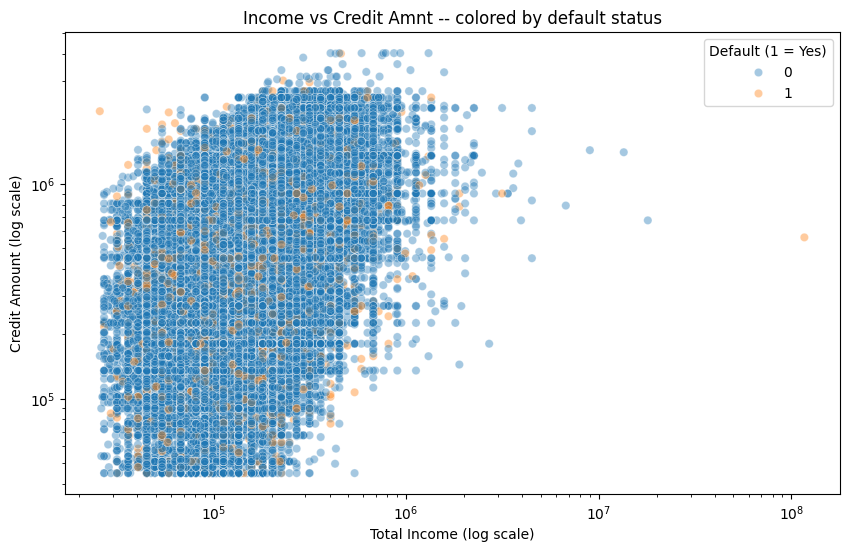 Income vs Credit Amnt -- colored by default status
Default (1 = Yes)
0
1
Credit Amount (log scale)
10^6
10^5
10^5
10^6
10^7
10^8
Total Income (log scale)